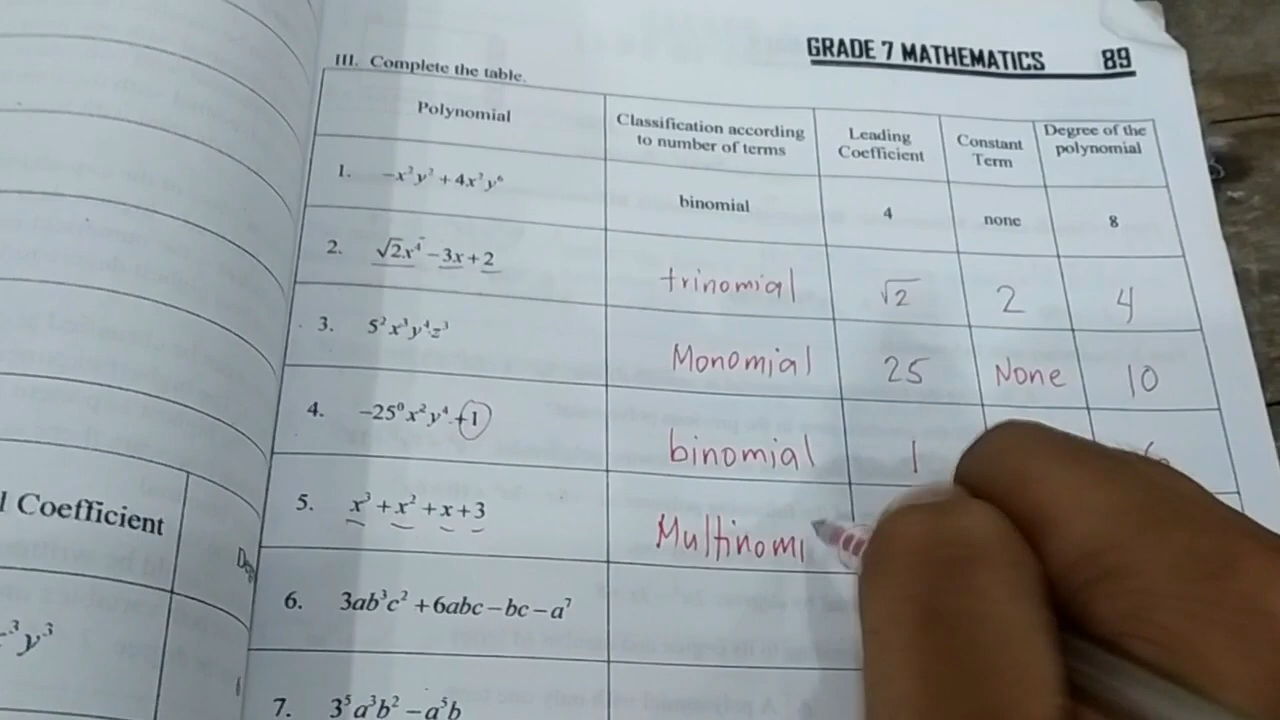 GRADE 7 MATHEMATICS 89
III. Complete the table.
Polynomial
Classification according
to number of terms
Leading
Coefficient
Constant
Term
Degree of the
polynomial
1. −x²y² + 4x²y⁶
binomial 4 none 8
2. √2x⁴ − 3x + 2
trinomial √2 2 4
3. 5²x³y⁴z³
Monomial 25 None 10
4. −25⁰x²y⁴ + 1
binomial 1 6
5. x³ + x² + x + 3
Multinomi
6. 3ab³c² + 6abc − bc − a⁷
7. 3⁵a³b² − a⁵b
l Coefficient
³y³